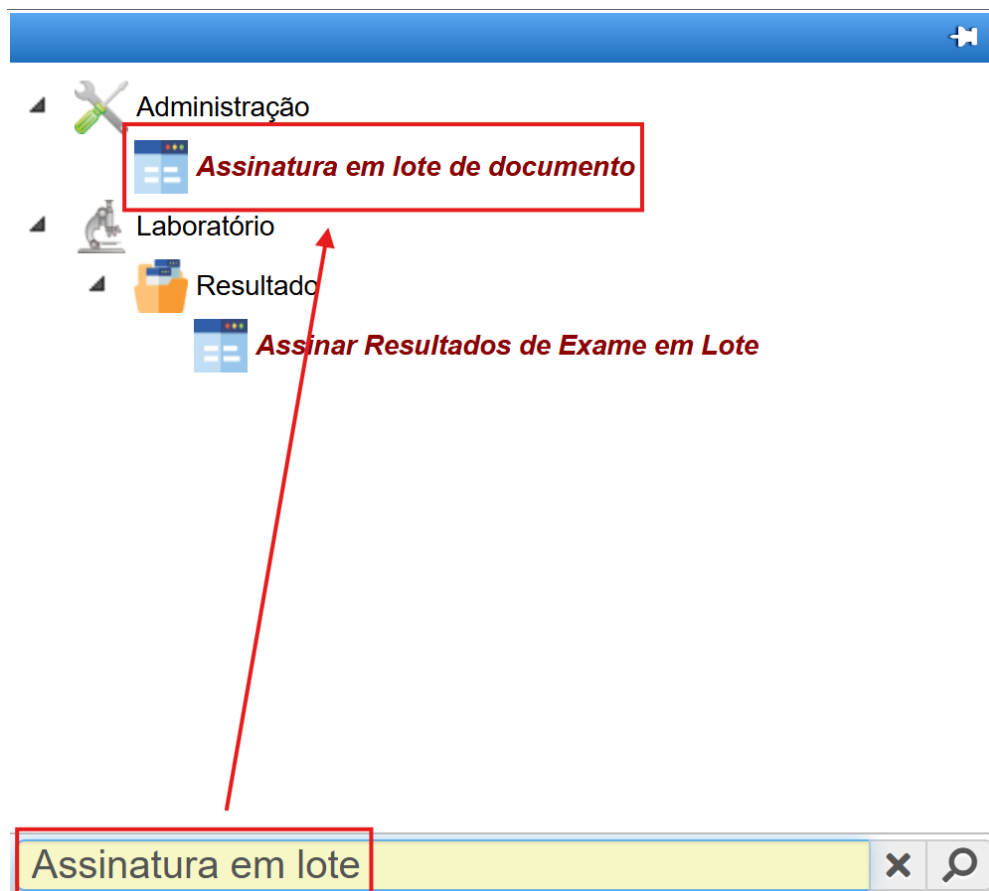 Administração
Assinatura em lote de documento
Laboratório
Resultado
Assinar Resultados de Exame em Lote
Assinatura em lote